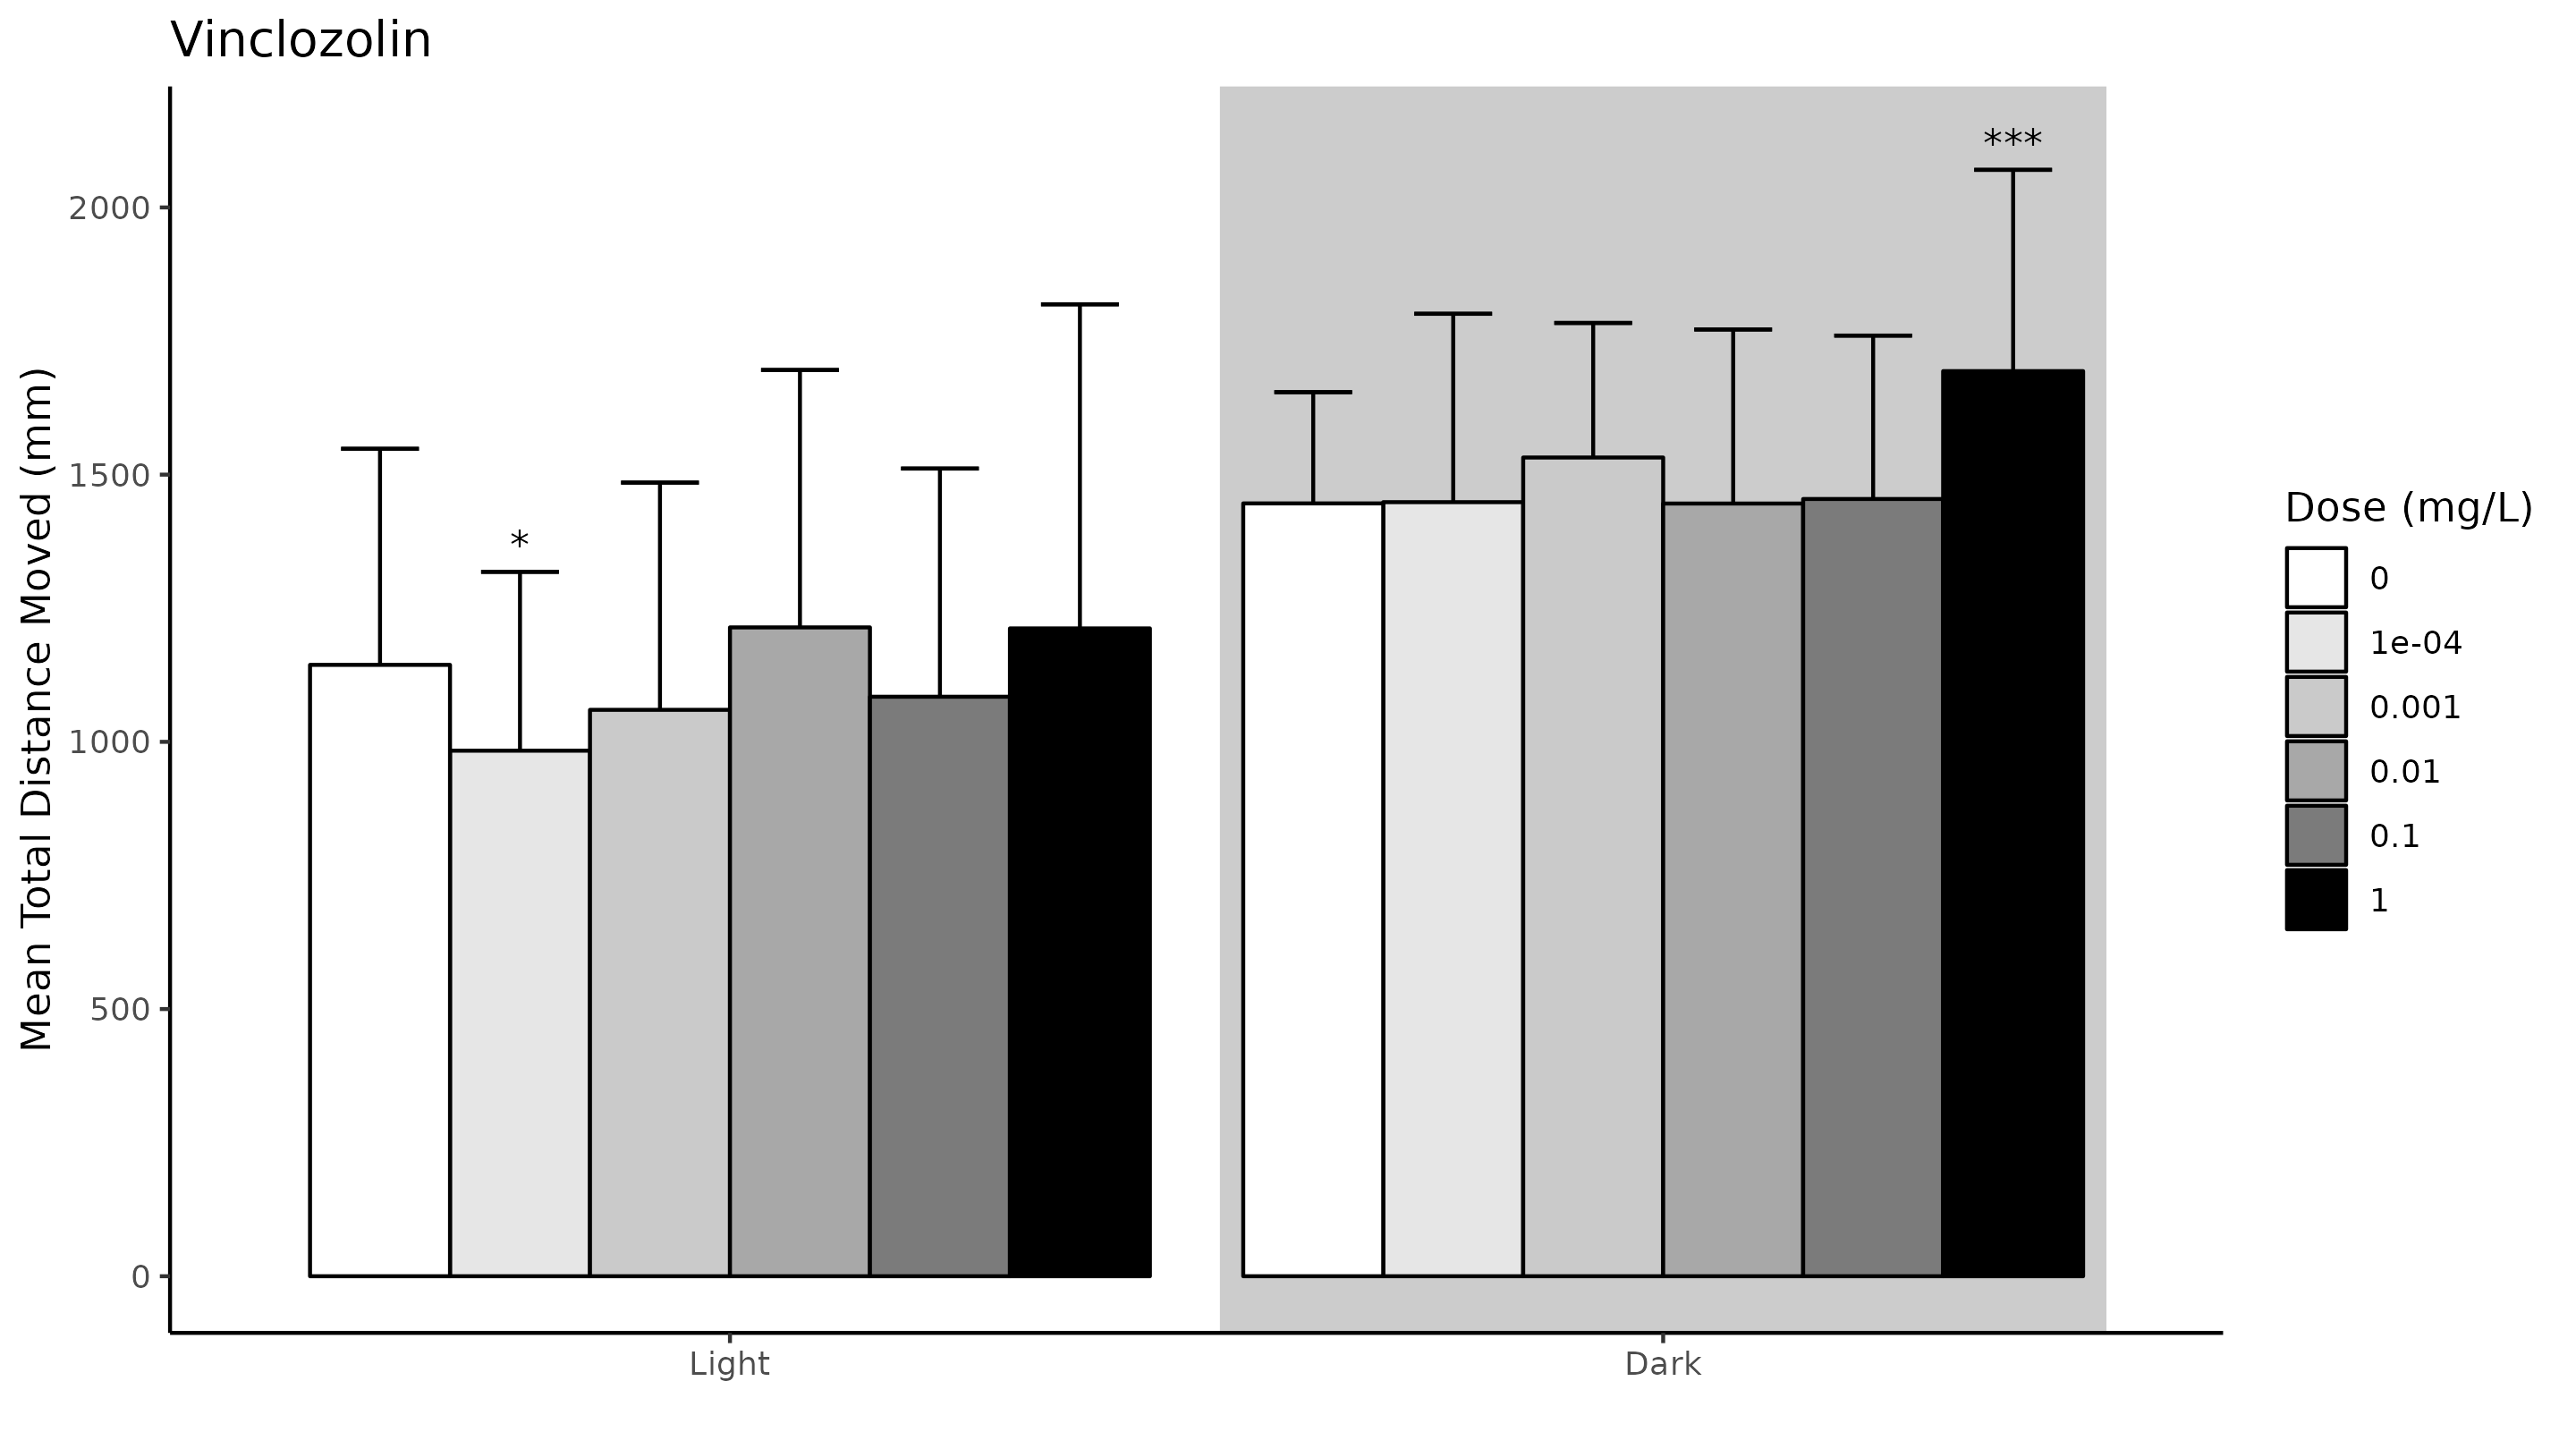 Vinclozolin
Mean Total Distance Moved (mm)
2000
1500
1000
500
0
*
***
Light
Dark
Dose (mg/L)
0
1e-04
0.001
0.01
0.1
1